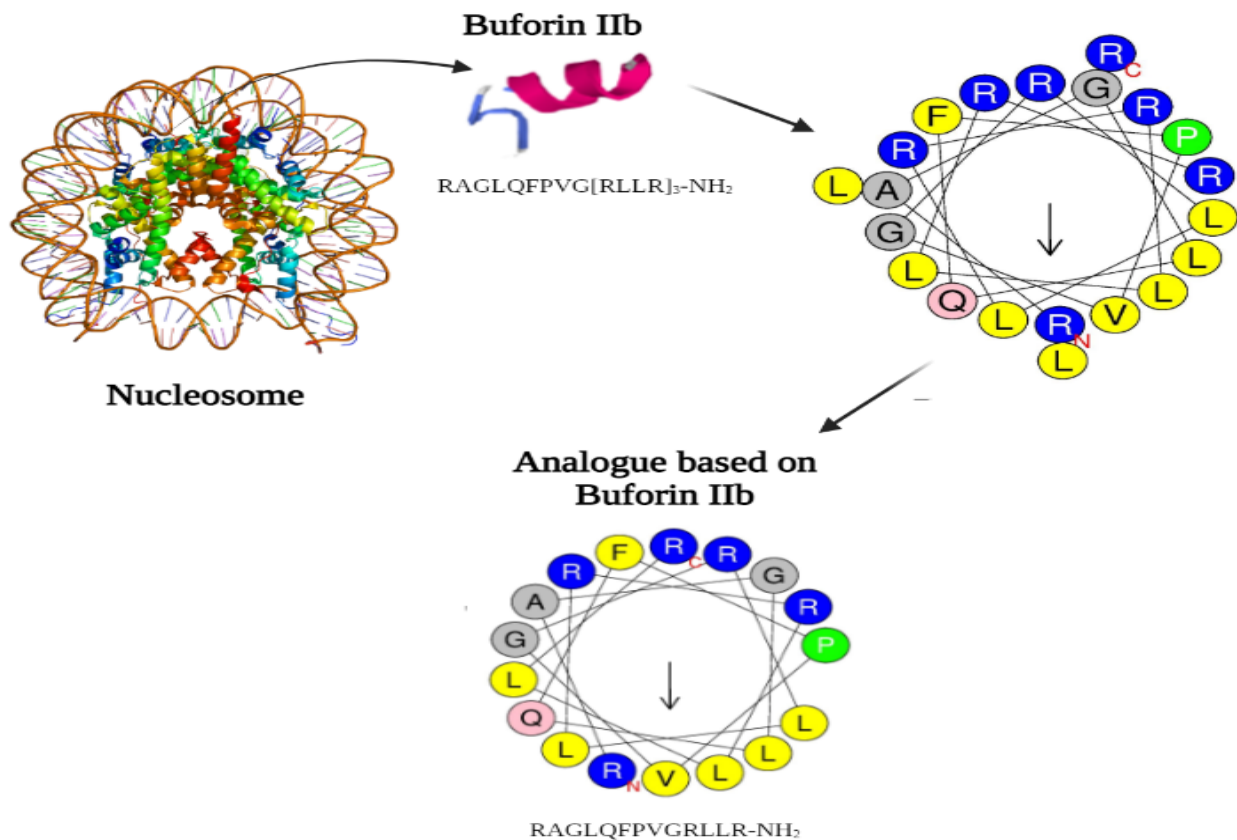 Buforin IIb
RAGLQFPVG[RLLR]₃-NH₂
Nucleosome
R
C
R
R
G
F
R
R
P
L
A
R
G
L
L
L
Q
L
L
R
N
V
L
Analogue based on
Buforin IIb
F
R
C
R
G
R
R
A
G
P
L
Q
L
L
L
R
N
V
L
RAGLQFPVGRLLR-NH₂